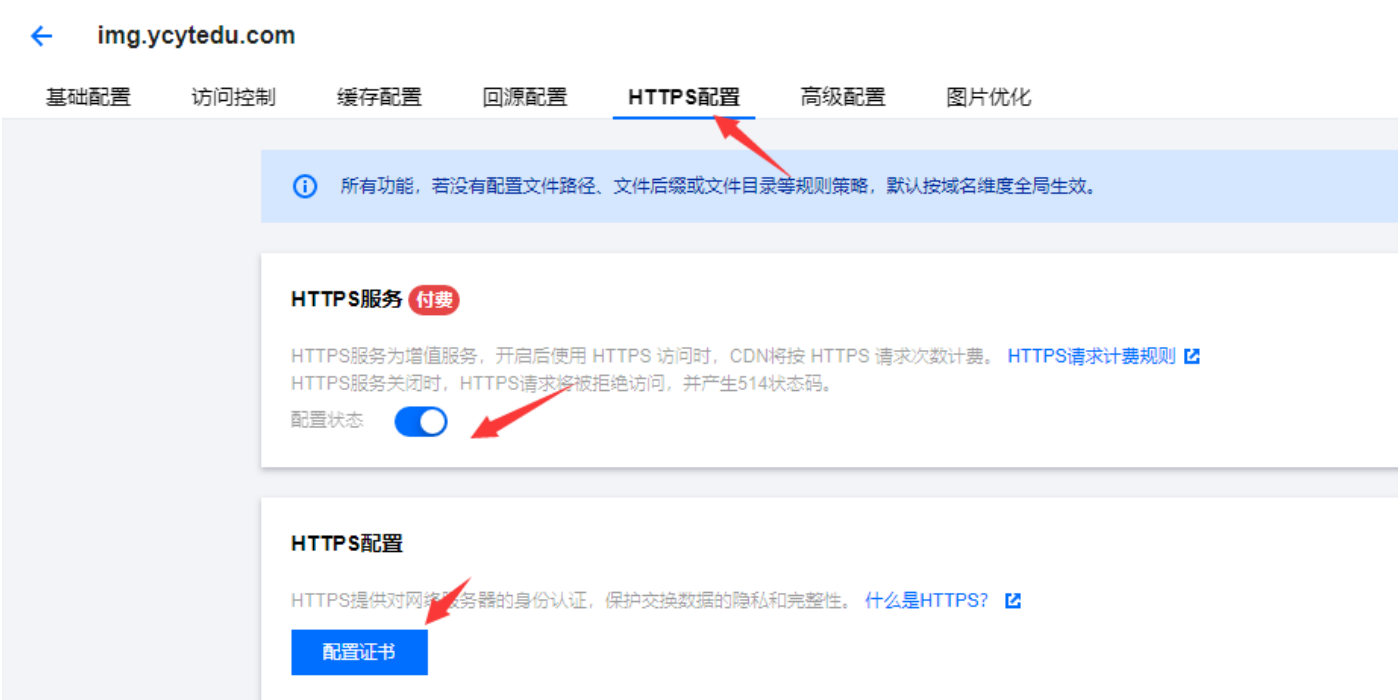 img.ycytedu.com
基础配置 访问控制 缓存配置 回源配置 HTTPS配置 高级配置 图片优化
所有功能，若没有配置文件路径、文件后缀或文件目录等规则策略，默认按域名维度全局生效。
HTTPS服务 付费
HTTPS服务为增值服务，开启后使用 HTTPS 访问时，CDN将按 HTTPS 请求次数计费。 HTTPS请求计费规则
HTTPS服务关闭时，HTTPS请求将被拒绝访问，并产生514状态码。
配置状态
HTTPS配置
HTTPS提供对网络服务器的身份认证，保护交换数据的隐私和完整性。 什么是HTTPS？
配置证书